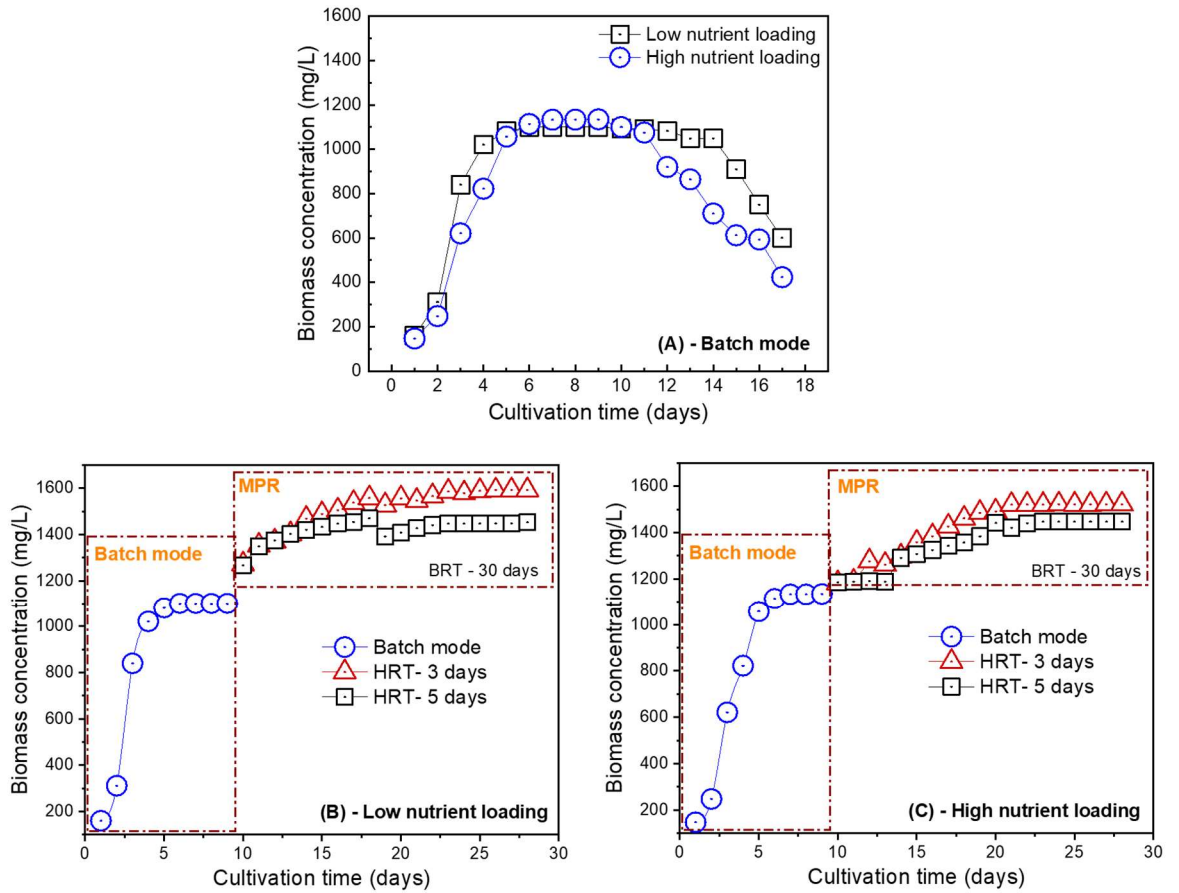 1600
1400
1200
1000
800
600
400
200
0
Biomass concentration (mg/L)
Low nutrient loading
High nutrient loading
(A) - Batch mode
0 2 4 6 8 10 12 14 16 18
Cultivation time (days)
1600
1400
1200
1000
800
600
400
200
Biomass concentration (mg/L)
MPR
Batch mode
BRT - 30 days
Batch mode
HRT- 3 days
HRT- 5 days
(B) - Low nutrient loading
0 5 10 15 20 25 30
Cultivation time (days)
1600
1400
1200
1000
800
600
400
200
Biomass concentration (mg/L)
MPR
Batch mode
BRT - 30 days
Batch mode
HRT- 3 days
HRT- 5 days
(C) - High nutrient loading
0 5 10 15 20 25 30
Cultivation time (days)